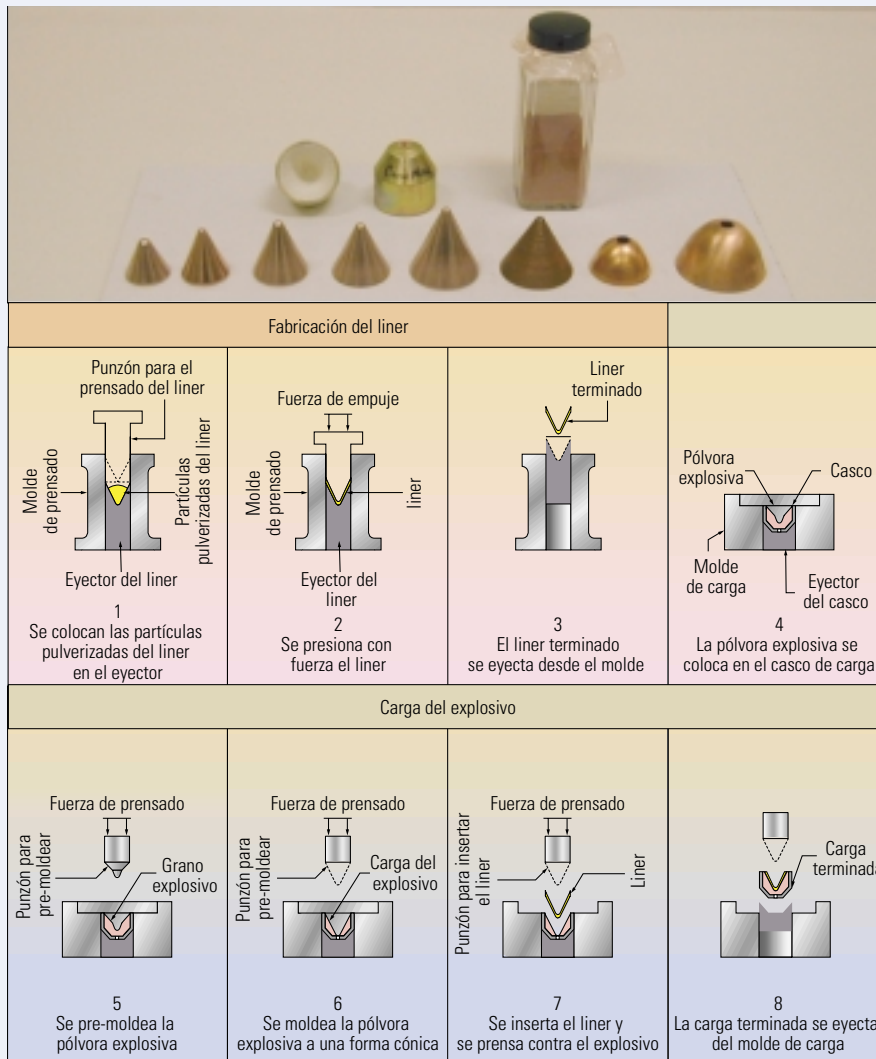 Fabricación del liner
Punzón para el
prensado del liner
Molde
de prensado
Partículas
pulverizadas del liner
Eyector del liner
1
Se colocan las partículas
pulverizadas del liner
en el eyector
Fuerza de empuje
Molde
de prensado
liner
Eyector del
liner
2
Se presiona con
fuerza el liner
Liner
terminado
3
El liner terminado
se eyecta desde el molde
Pólvora
explosiva
Casco
Molde
de carga
Eyector
del casco
4
La pólvora explosiva se
coloca en el casco de carga
Carga del explosivo
Fuerza de prensado
Punzón para
pre-moldear
Grano
explosivo
5
Se pre-moldea la
pólvora explosiva
Fuerza de prensado
Punzón para
pre-moldear
Carga del
explosivo
6
Se moldea la pólvora
explosiva a una forma cónica
Fuerza de prensado
Punzón para insertar
el liner
Liner
7
Se inserta el liner y
se prensa contra el explosivo
Carga
terminada
8
La carga terminada se eyecta
del molde de carga